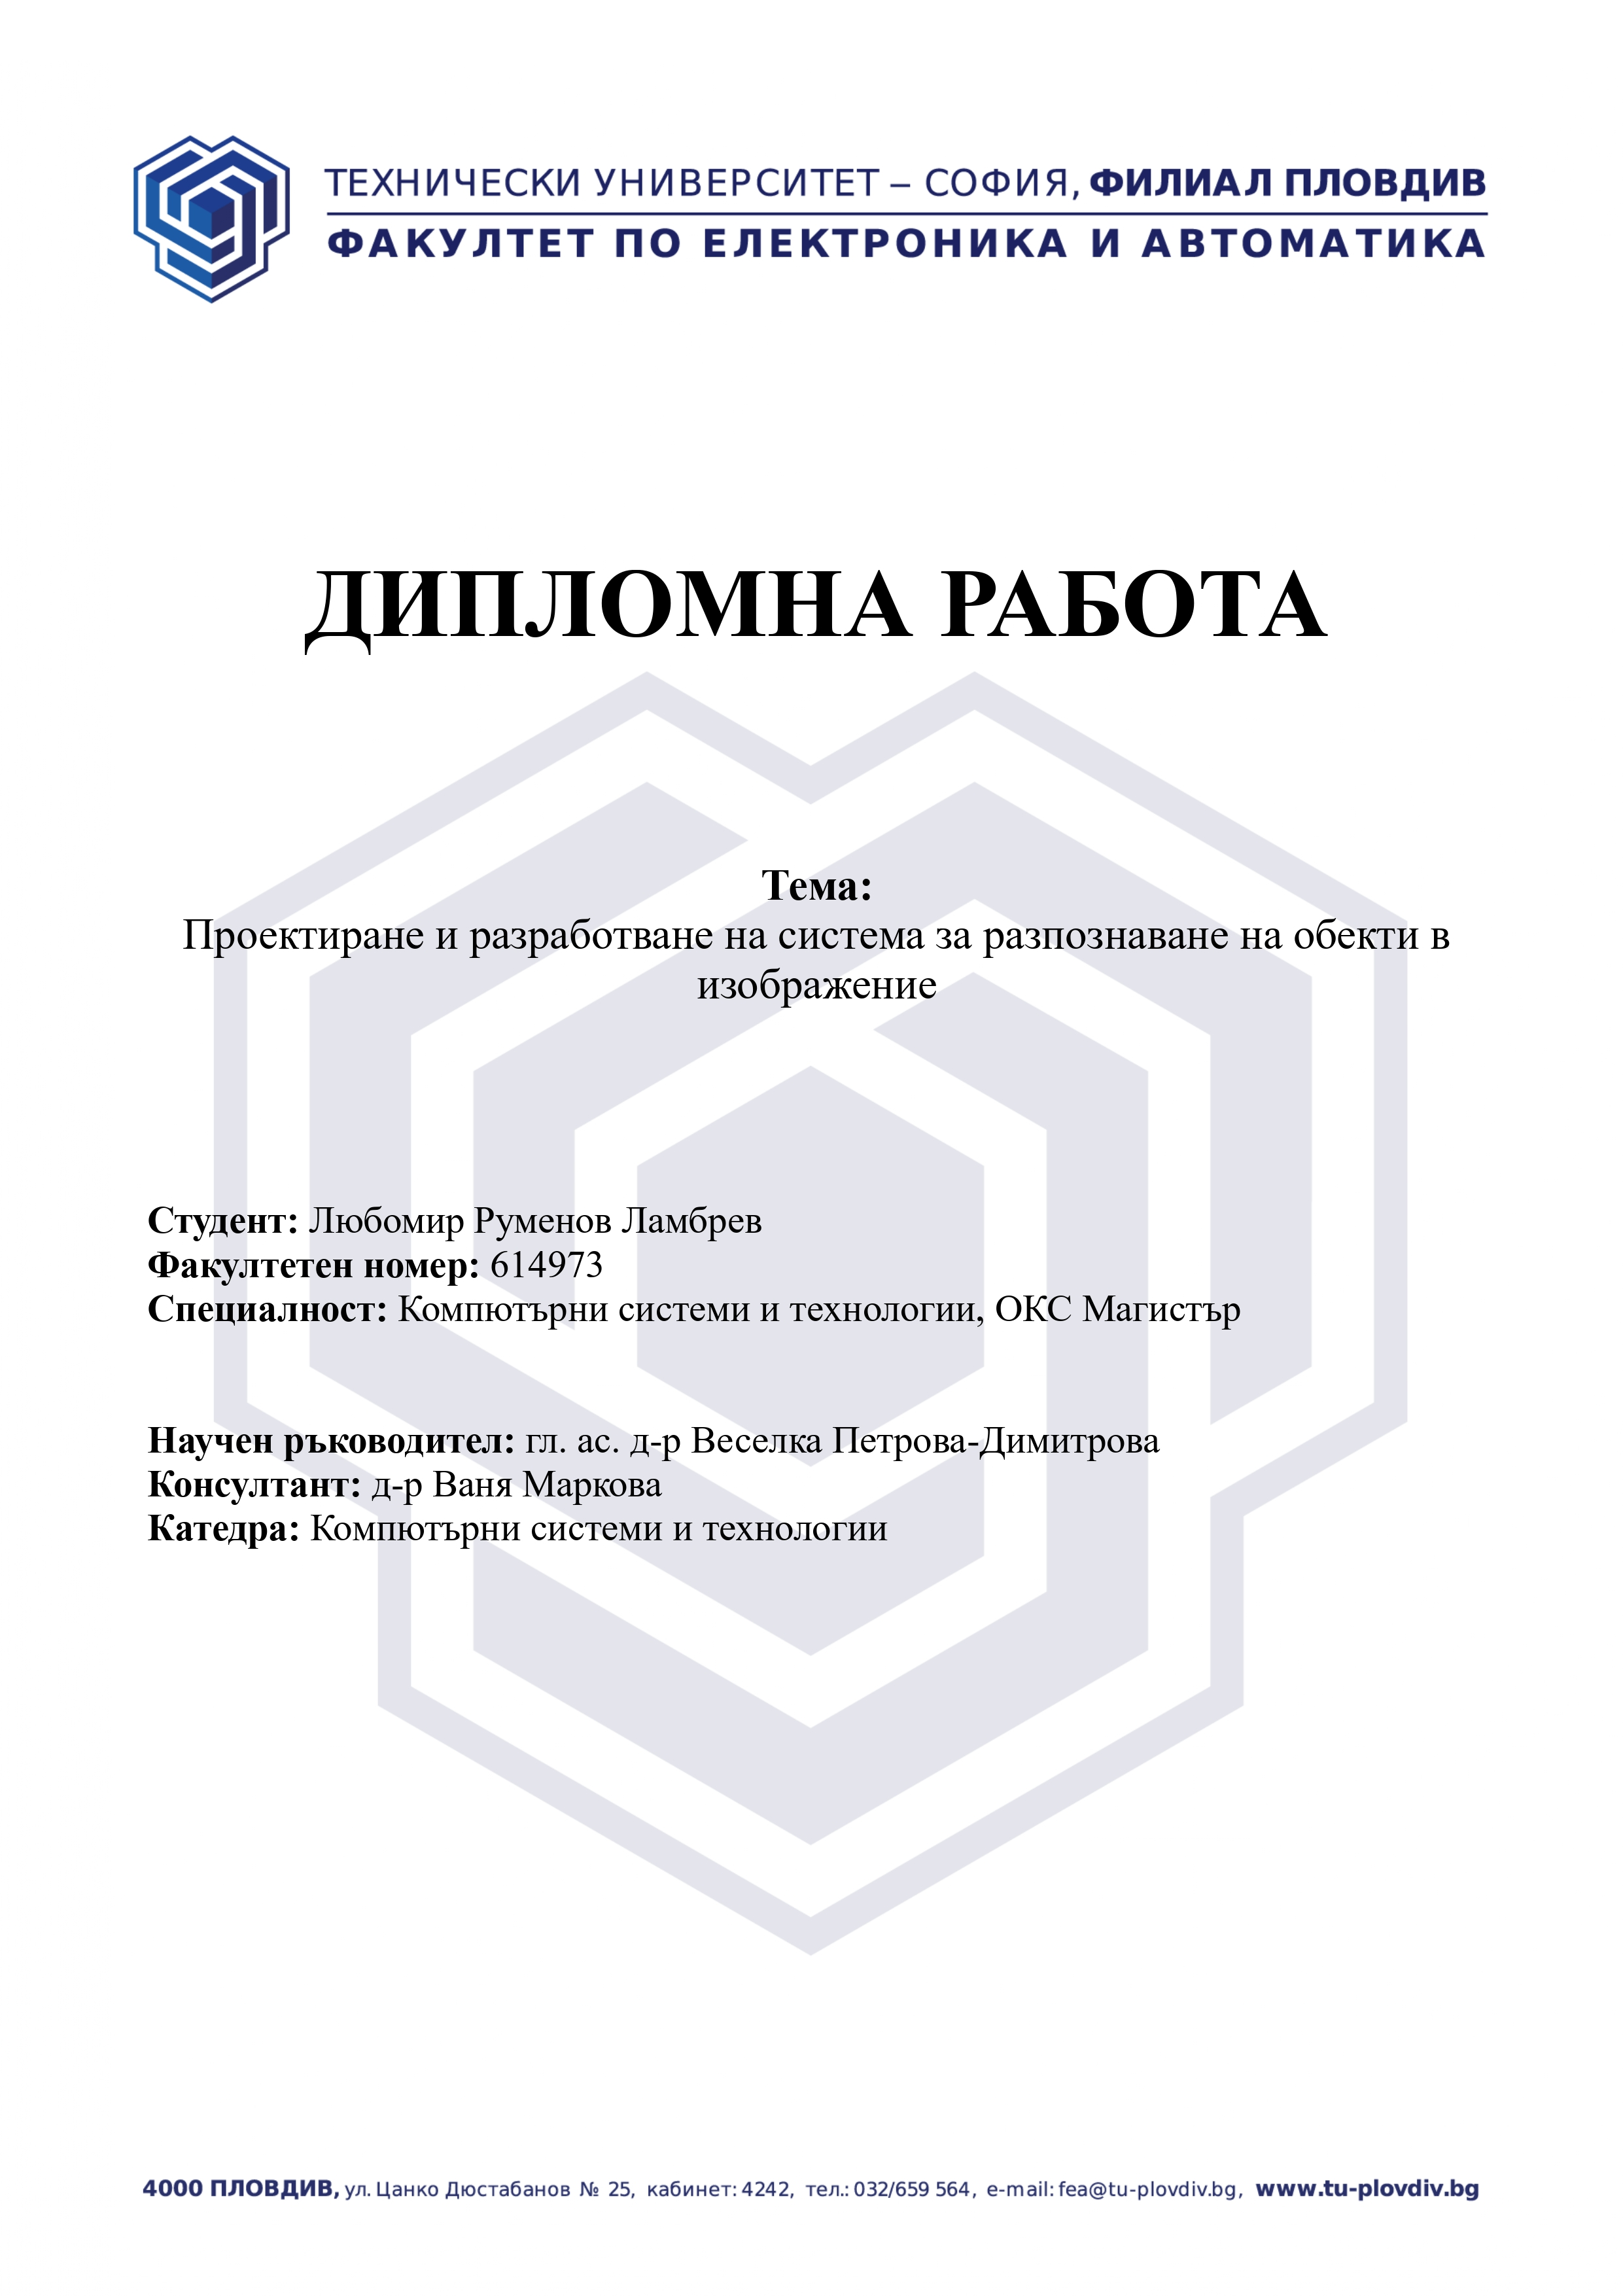 ТЕХНИЧЕСКИ УНИВЕРСИТЕТ – СОФИЯ, ФИЛИАЛ ПЛОВДИВ
ФАКУЛТЕТ ПО ЕЛЕКТРОНИКА И АВТОМАТИКА
ДИПЛОМНА РАБОТА
Тема:
Проектиране и разработване на система за разпознаване на обекти в
изображение
Студент: Любомир Руменов Ламбрев
Факултетен номер: 614973
Специалност: Компютърни системи и технологии, ОКС Магистър
Научен ръководител: гл. ас. д-р Веселка Петрова-Димитрова
Консултант: д-р Ваня Маркова
Катедра: Компютърни системи и технологии
4000 ПЛОВДИВ, ул. Цанко Дюстабанов № 25, кабинет: 4242, тел.: 032/659 564, e-mail: fea@tu-plovdiv.bg, www.tu-plovdiv.bg